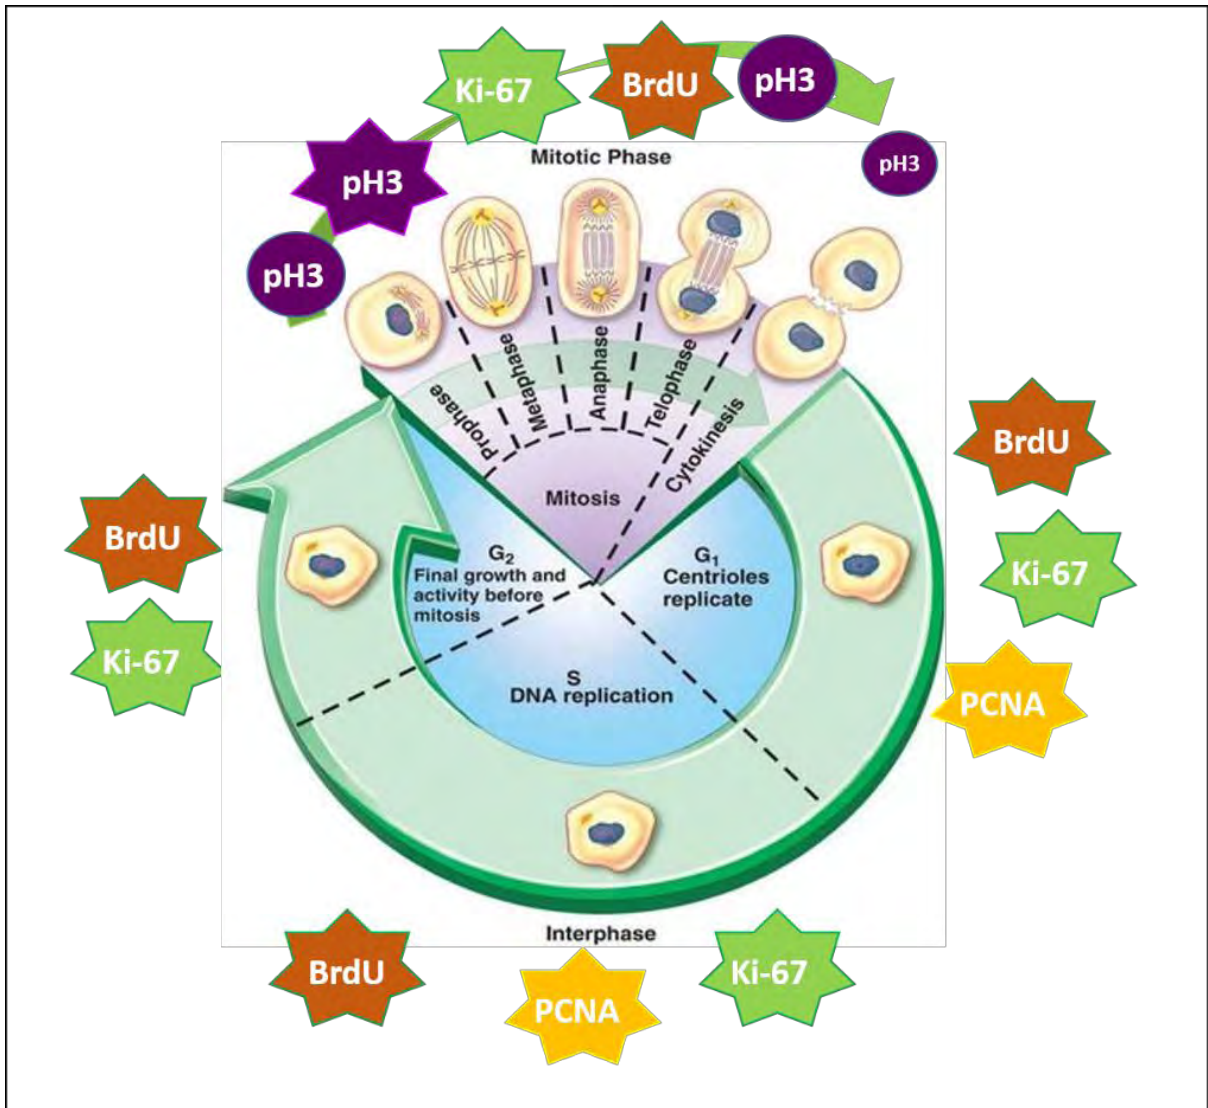 Ki-67
BrdU
pH3
pH3
pH3
pH3
Mitotic Phase
Prophase
Metaphase
Anaphase
Telophase
Cytokinesis
Mitosis
BrdU
Ki-67
PCNA
BrdU
Ki-67
G₂
Final growth and
activity before
mitosis
G₁
Centrioles
replicate
S
DNA replication
Interphase
BrdU
PCNA
Ki-67